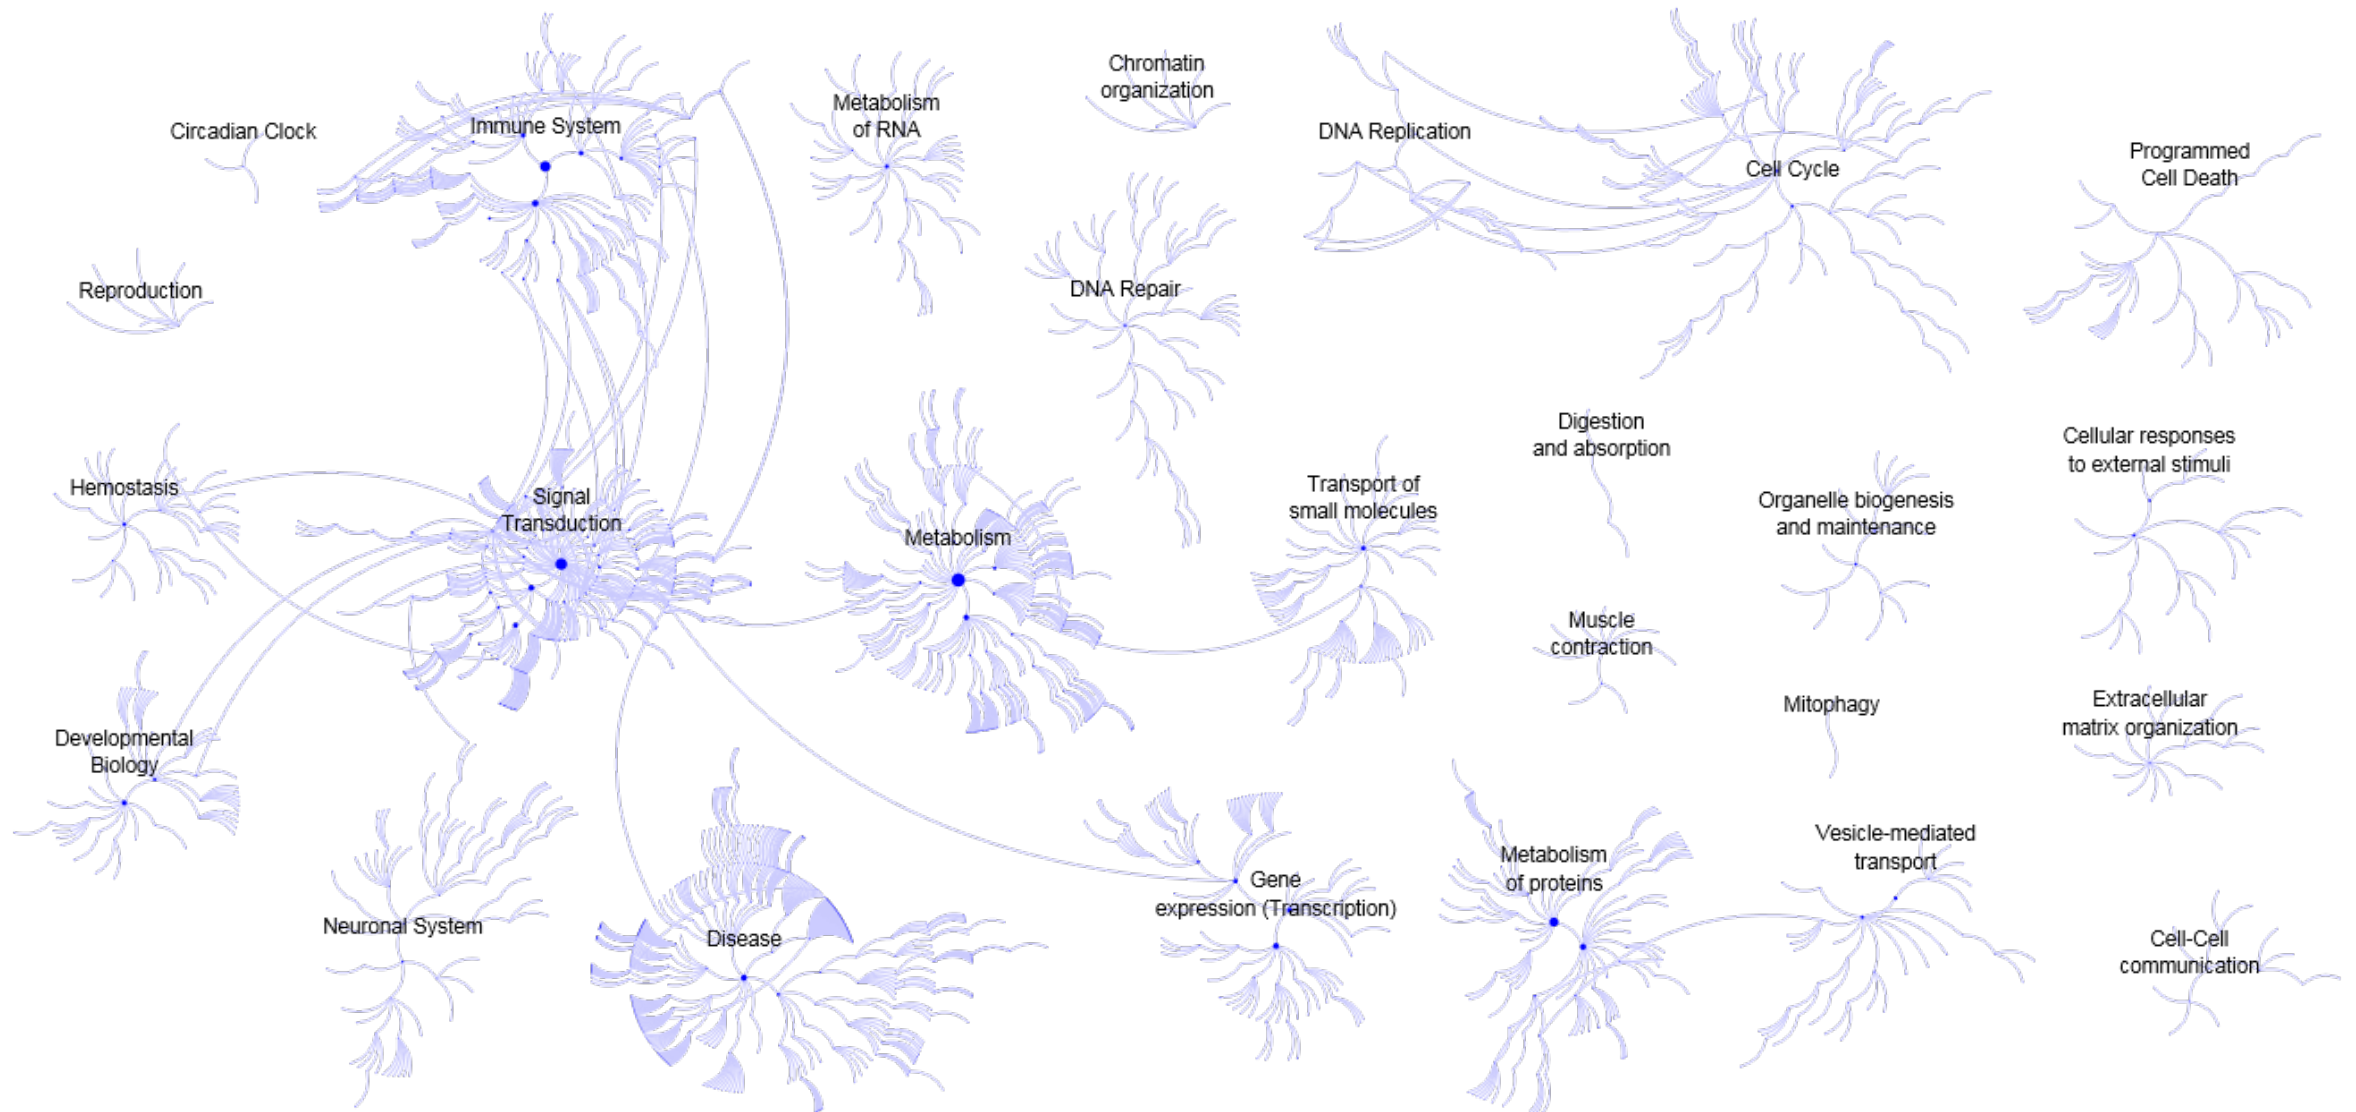 Circadian Clock
Immune System
Metabolism
of RNA
Chromatin
organization
DNA Replication
Cell Cycle
Programmed
Cell Death
Reproduction
DNA Repair
Hemostasis
Signal
Transduction
Metabolism
Transport of
small molecules
Digestion
and absorption
Organelle biogenesis
and maintenance
Cellular responses
to external stimuli
Muscle
contraction
Mitophagy
Extracellular
matrix organization
Developmental
Biology
Neuronal System
Disease
Gene
expression (Transcription)
Metabolism
of proteins
Vesicle-mediated
transport
Cell-Cell
communication